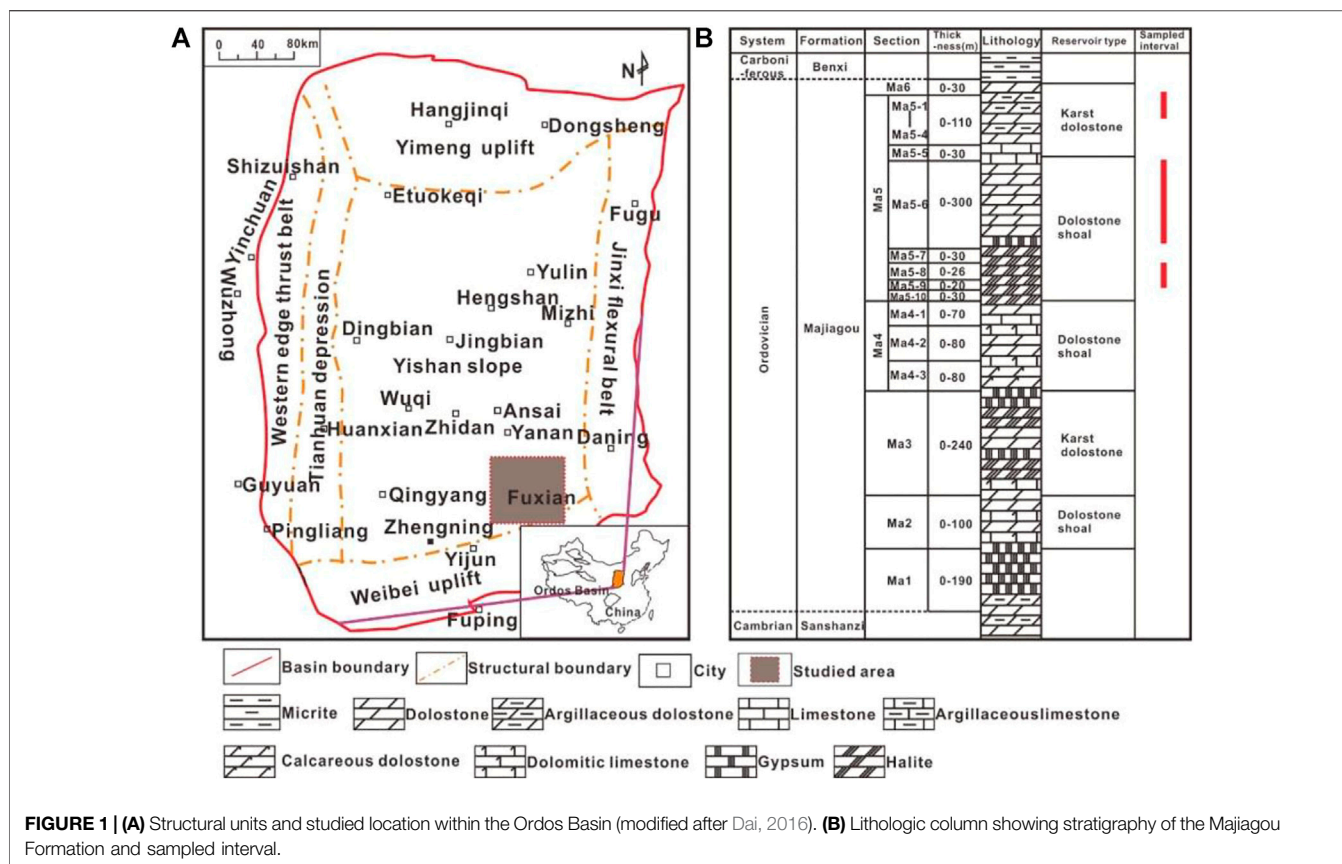 A
0 40 80km
N
Hangjinqi
Dongsheng
Yimeng uplift
Shizuishan
Etuokeqi
Fugu
Yinchuan
Wuzhong
Western edge thrust belt
Tianhuan depression
Jinxi flexural belt
Yulin
Hengshan
Mizhi
Dingbian
Jingbian
Yishan slope
Wuqi
Ansai
Huanxian
Zhidan
Yanan
Daning
Guyuan
Qingyang
Fuxian
Pingliang
Zhengning
Yijun
Weibei uplift
Fuping
Ordos Basin
China
B
System Formation Section Thick -ness(m) Lithology Reservoir type Sampled interval
Carboni -ferous Benxi
Ordovician Majiagou
Ma6 0-30
Ma5
Ma5-1
Ma5-4
0-110
Karst dolostone
Ma5-5 0-30
Ma5-6 0-300
Dolostone shoal
Ma5-7 0-30
Ma5-8 0-26
Ma5-9 0-20
Ma5-10 0-30
Ma4
Ma4-1 0-70
Ma4-2 0-80
Dolostone shoal
Ma4-3 0-80
Ma3 0-240
Karst dolostone
Ma2 0-100
Dolostone shoal
Ma1 0-190
Cambrian Sanshanzi
Basin boundary Structural boundary City Studied area
Micrite Dolostone Argillaceous dolostone Limestone Argillaceouslimestone
Calcareous dolostone Dolomitic limestone Gypsum Halite
FIGURE 1 | (A) Structural units and studied location within the Ordos Basin (modified after Dai, 2016). (B) Lithologic column showing stratigraphy of the Majiagou
Formation and sampled interval.